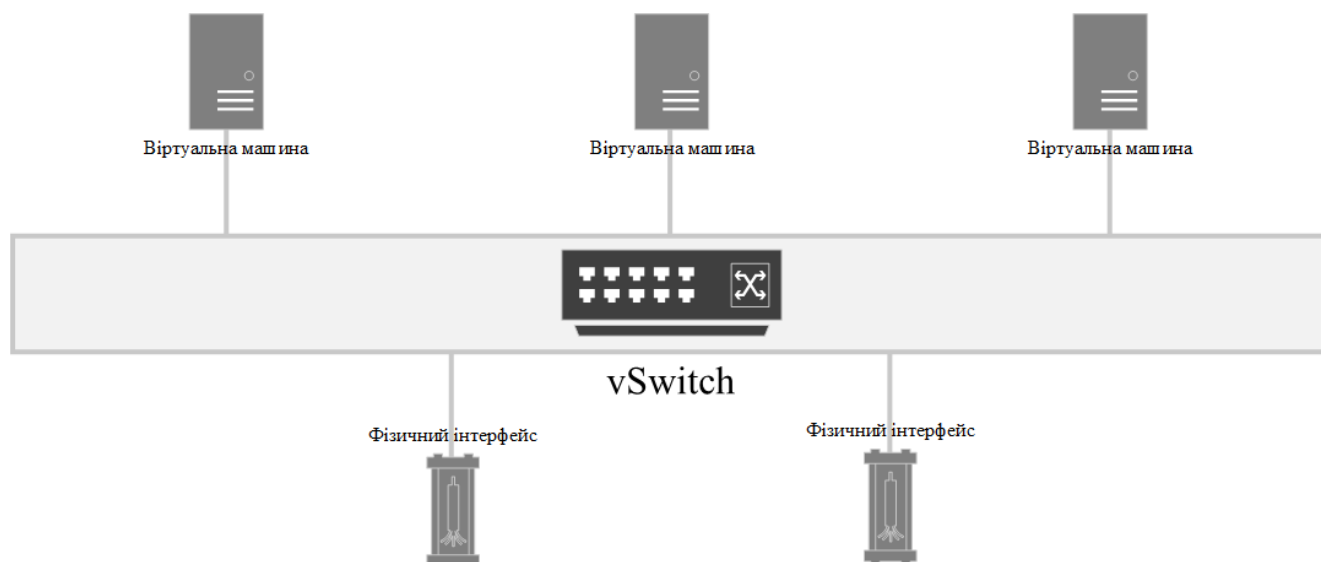 Віртуальна машина
Віртуальна машина
Віртуальна машина
vSwitch
Фізичний інтерфейс
Фізичний інтерфейс